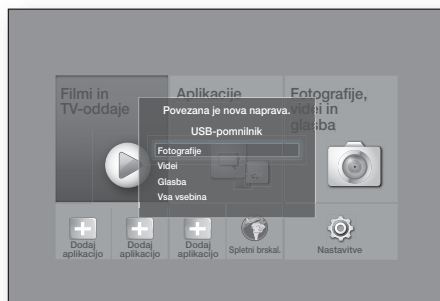 Filmi in
TV-oddaje
Aplikacije
Fotografije,
videi in
glasba
Povezana je nova naprava.
USB-pomnilnik
Fotografije
Videi
Glasba
Vsa vsebina
Dodaj
aplikacijo
Dodaj
aplikacijo
Dodaj
aplikacijo
Spletni brskal.
Nastavitve